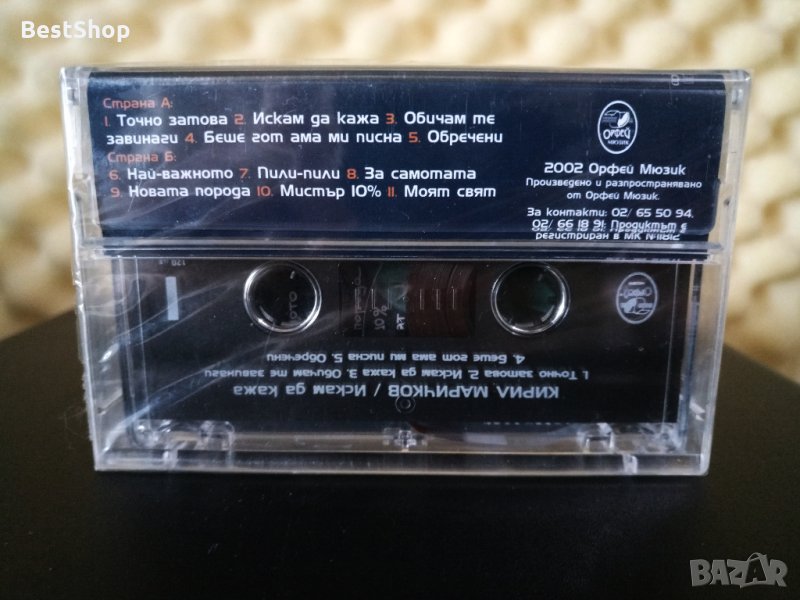 BestShop
Страна А:
1. Точно затова 2. Искам да кажа 3. Обичам те
завинаги 4. Беше гот ама ми писна 5. Обречени
Страна Б:
6. Най-важното 7. Пили-пили 8. За самотата
9. Новата порода 10. Мистър 10% 11. Моят свят
ОРФЕЙ
МЮЗИК
2002 Орфей Мюзик
Произведено и разпространявано
от Орфей Мюзик.
За контакти: 02/ 65 50 94,
02/ 66 18 91; Продуктът е
регистриран в МК №1812
10%
ОРФЕЙ
4. Беше гот ама ми писна 5. Обречени
1. Точно затова 2. Искам да кажа 3. Обичам те завинаги
КИРИЛ МАРИЧКОВ / Искам да кажа
BAZAR